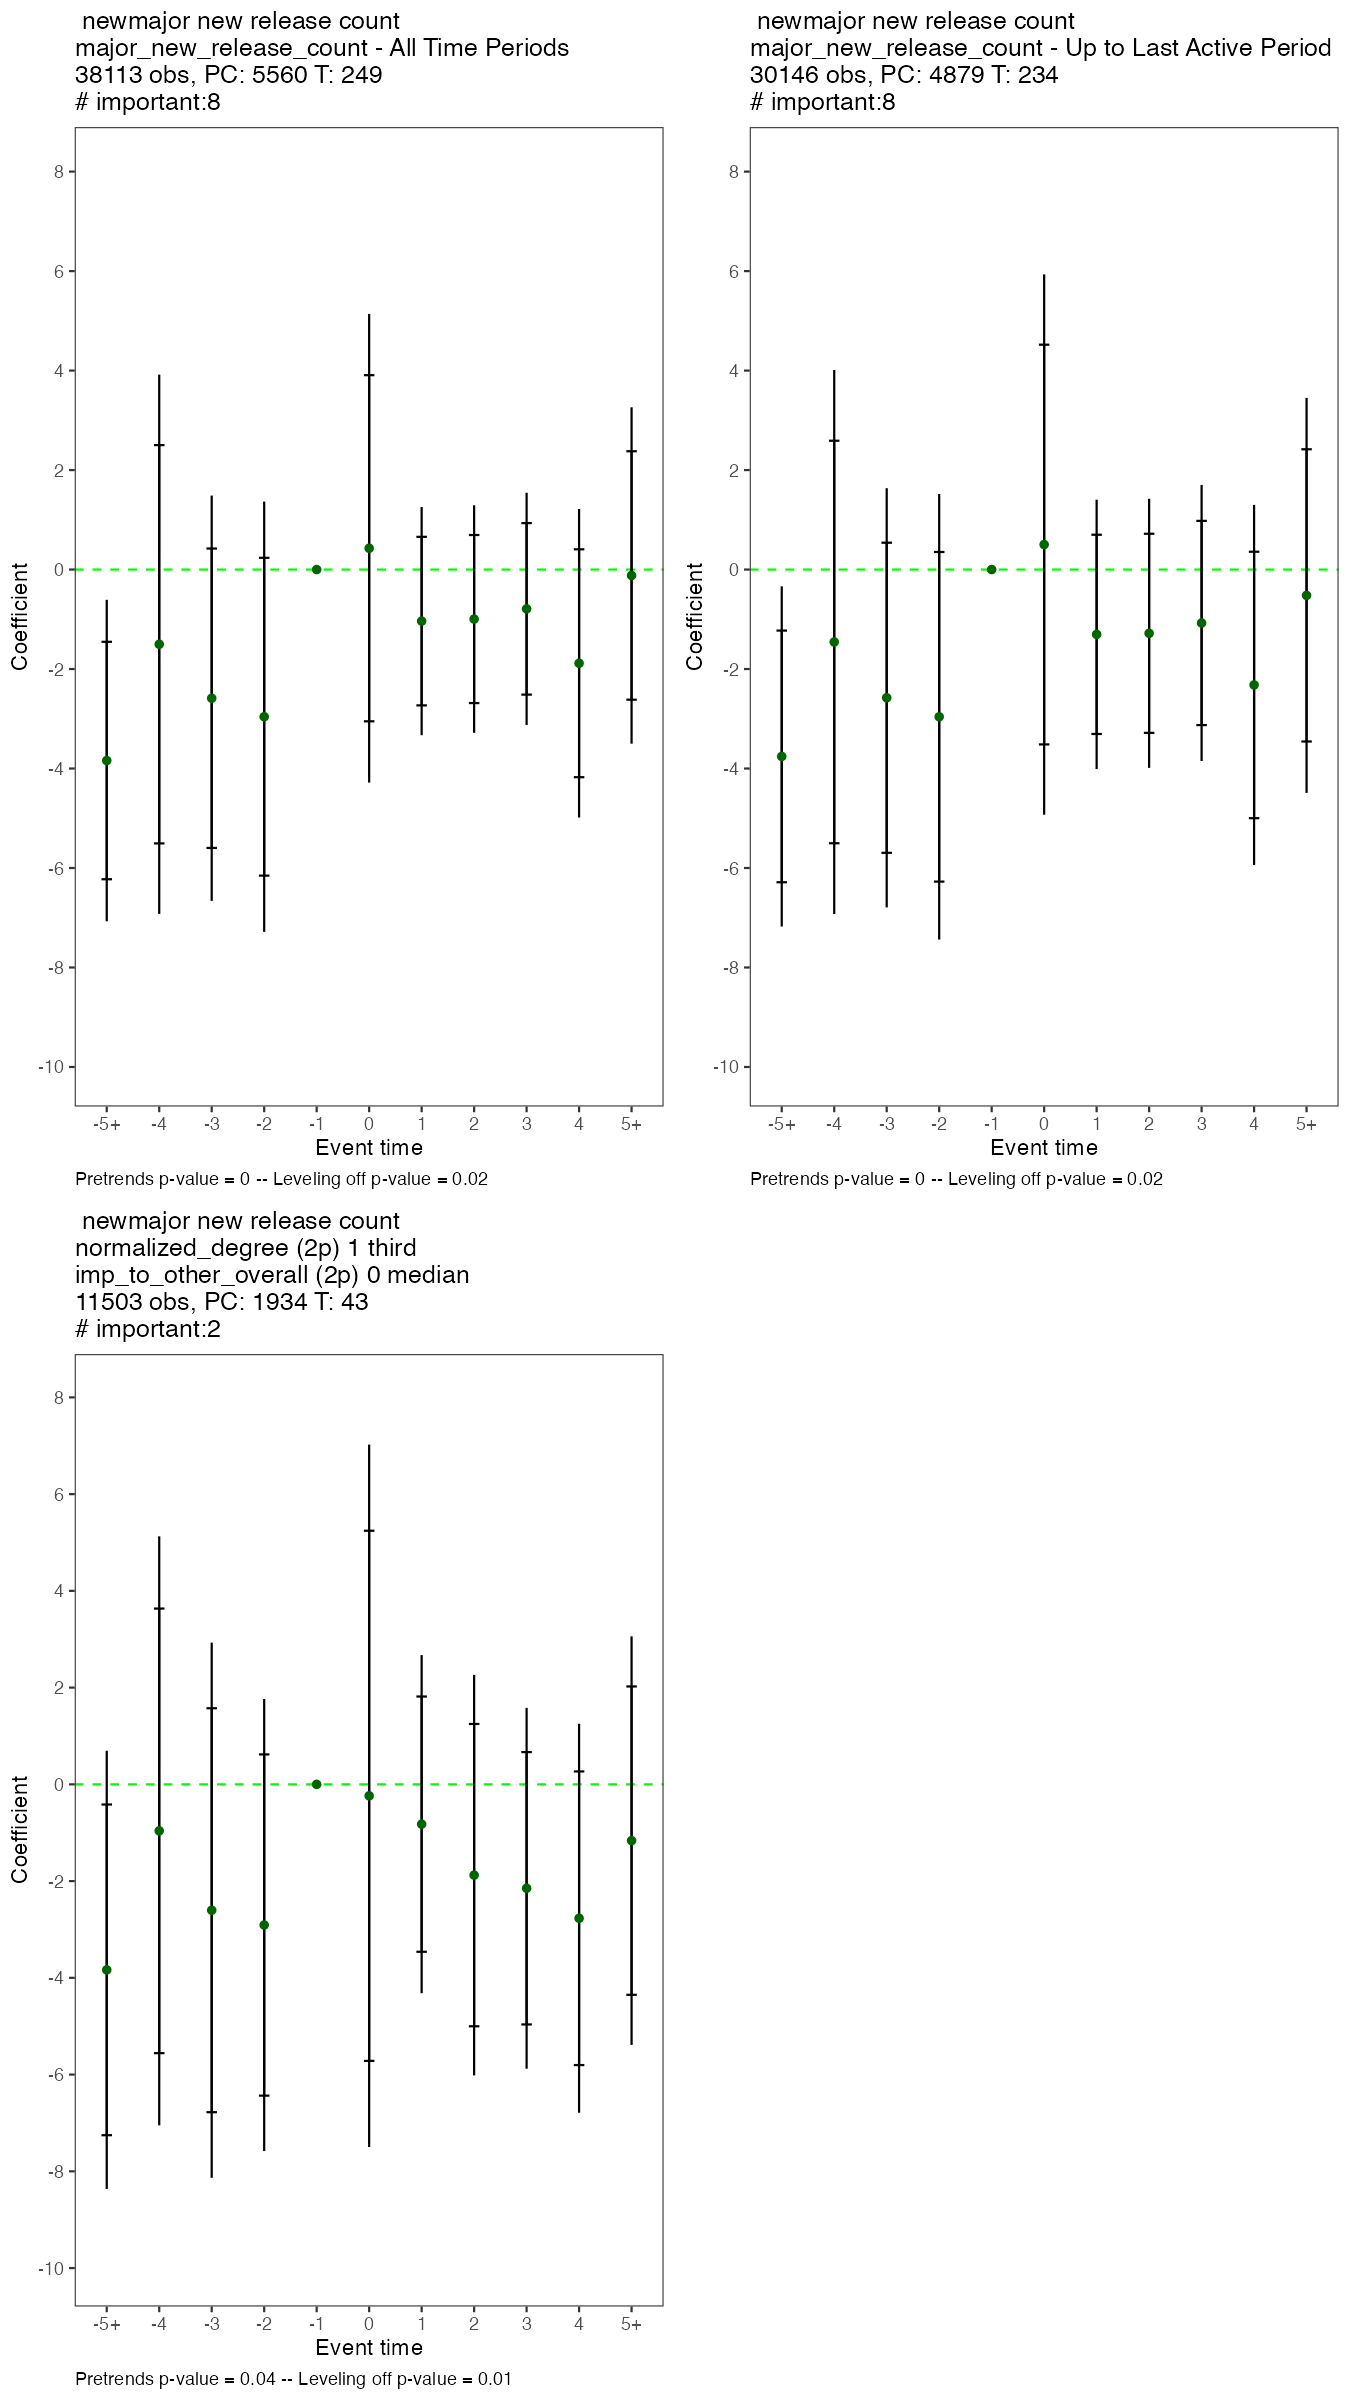 newmajor new release count
major_new_release_count - All Time Periods
38113 obs, PC: 5560 T: 249
# important:8
8
6
4
2
0
-2
-4
-6
-8
-10
Coefficient
-5+ -4 -3 -2 -1 0 1 2 3 4 5+
Event time
Pretrends p-value = 0 -- Leveling off p-value = 0.02
newmajor new release count
major_new_release_count - Up to Last Active Period
30146 obs, PC: 4879 T: 234
# important:8
8
6
4
2
0
-2
-4
-6
-8
-10
Coefficient
-5+ -4 -3 -2 -1 0 1 2 3 4 5+
Event time
Pretrends p-value = 0 -- Leveling off p-value = 0.02
newmajor new release count
normalized_degree (2p) 1 third
imp_to_other_overall (2p) 0 median
11503 obs, PC: 1934 T: 43
# important:2
8
6
4
2
0
-2
-4
-6
-8
-10
Coefficient
-5+ -4 -3 -2 -1 0 1 2 3 4 5+
Event time
Pretrends p-value = 0.04 -- Leveling off p-value = 0.01